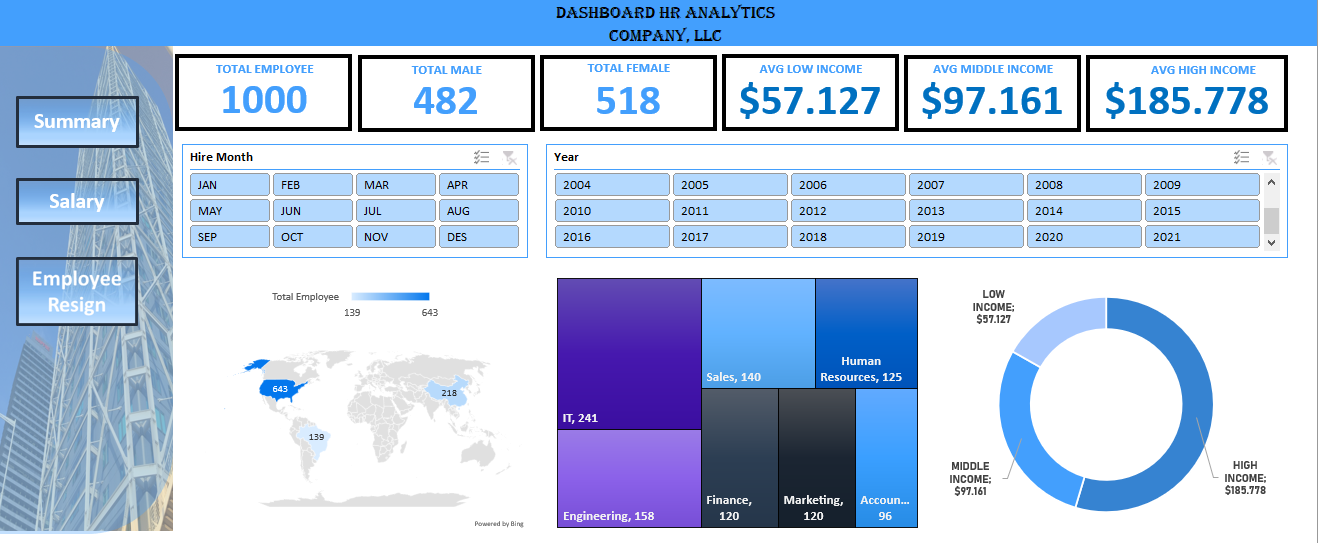 DASHBOARD HR ANALYTICS
COMPANY, LLC
Summary
Salary
Employee
Resign
TOTAL EMPLOYEE
1000
TOTAL MALE
482
TOTAL FEMALE
518
AVG LOW INCOME
$57.127
AVG MIDDLE INCOME
$97.161
AVG HIGH INCOME
$185.778
Hire Month
JAN FEB MAR APR
MAY JUN JUL AUG
SEP OCT NOV DES
Year
2004 2005 2006 2007 2008 2009
2010 2011 2012 2013 2014 2015
2016 2017 2018 2019 2020 2021
Total Employee
139 643
643
218
139
Powered by Bing
IT, 241
Engineering, 158
Sales, 140
Human
Resources, 125
Finance,
120
Marketing,
120
Accoun...
96
LOW
INCOME;
$57.127
MIDDLE
INCOME;
$97.161
HIGH
INCOME;
$185.778